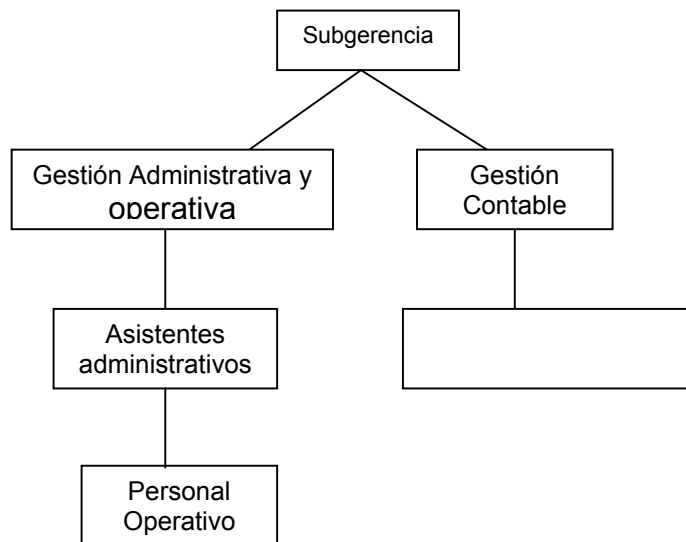 Subgerencia
Gestión Administrativa y
operativa
Gestión
Contable
Asistentes
administrativos
Personal
Operativo